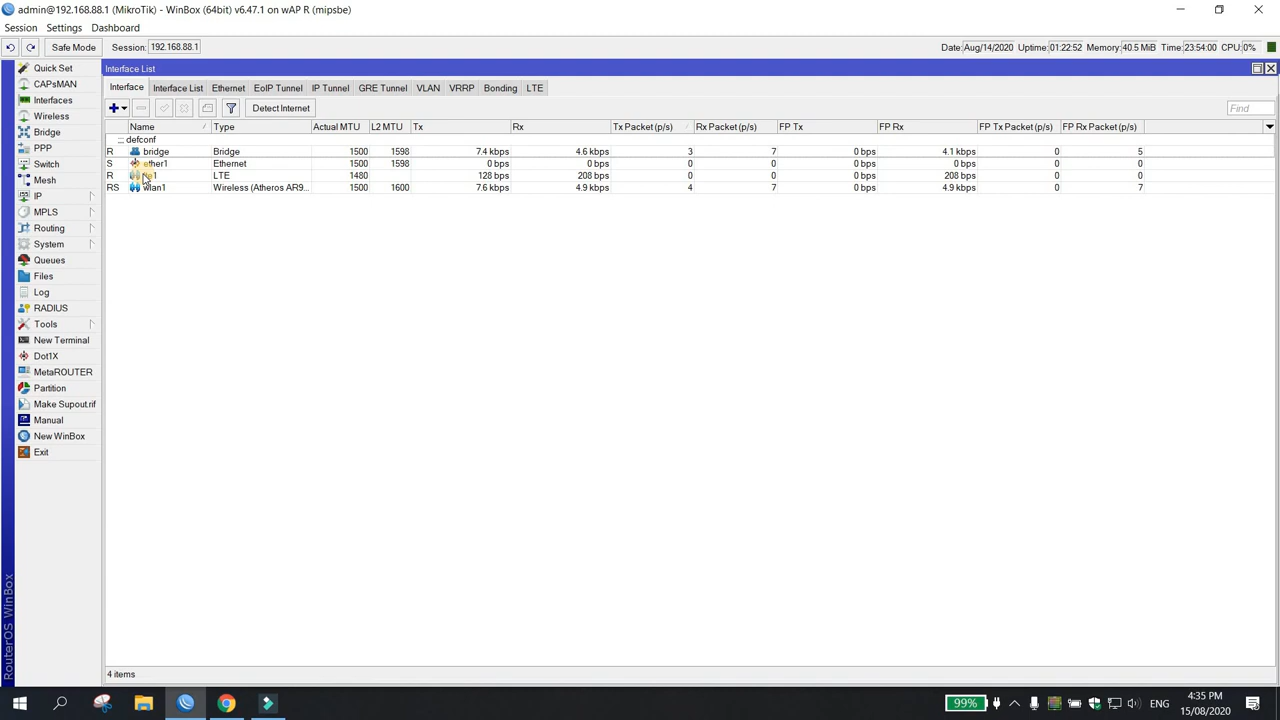 admin@192.168.88.1 (MikroTik) - WinBox (64bit) v6.47.1 on wAP R (mipsbe)
Session Settings Dashboard
Safe Mode Session: 192.168.88.1 Date: Aug/14/2020 Uptime: 01:22:52 Memory: 40.5 MiB Time: 23:54:00 CPU: 0%
Quick Set
CAPsMAN
Interfaces
Wireless
Bridge
PPP
Switch
Mesh
IP
MPLS
Routing
System
Queues
Files
Log
RADIUS
Tools
New Terminal
Dot1X
MetaROUTER
Partition
Make Supout.rif
Manual
New WinBox
Exit
RouterOS WinBox
Interface List
Interface Interface List Ethernet EoIP Tunnel IP Tunnel GRE Tunnel VLAN VRRP Bonding LTE
Detect Internet Find
Name Type Actual MTU L2 MTU Tx Rx Tx Packet (p/s) Rx Packet (p/s) FP Tx FP Rx FP Tx Packet (p/s) FP Rx Packet (p/s)
::: defconf
R bridge Bridge 1500 1598 7.4 kbps 4.6 kbps 3 7 0 bps 4.1 kbps 0 5
S ether1 Ethernet 1500 1598 0 bps 0 bps 0 0 0 bps 0 bps 0 0
R LTE 1480 128 bps 208 bps 0 0 0 bps 208 bps 0 0
RS wlan1 Wireless (Atheros AR9... 1500 1600 7.6 kbps 4.9 kbps 4 7 0 bps 4.9 kbps 0 7
4 items
99% ENG 4:35 PM
15/08/2020